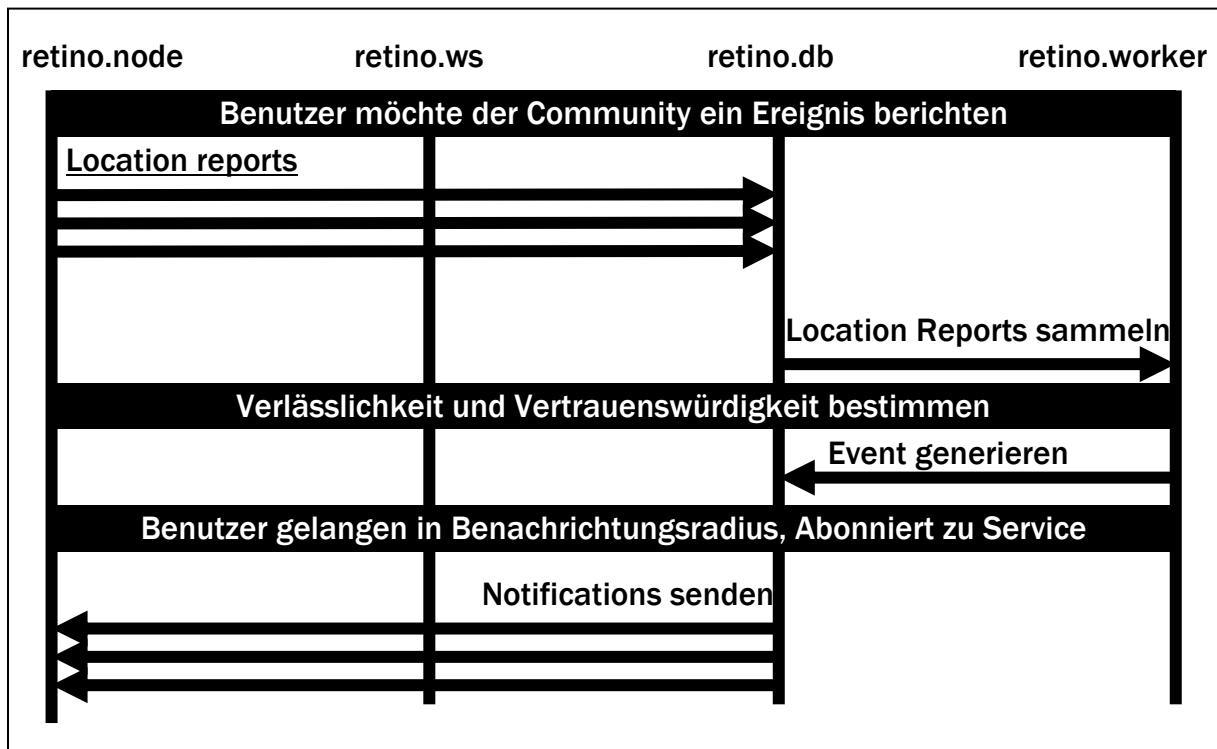 retino.node retino.ws retino.db retino.worker
Benutzer möchte der Community ein Ereignis berichten
Location reports
Location Reports sammeln
Verlässlichkeit und Vertrauenswürdigkeit bestimmen
Event generieren
Benutzer gelangen in Benachrichtungsradius, Abonniert zu Service
Notifications senden